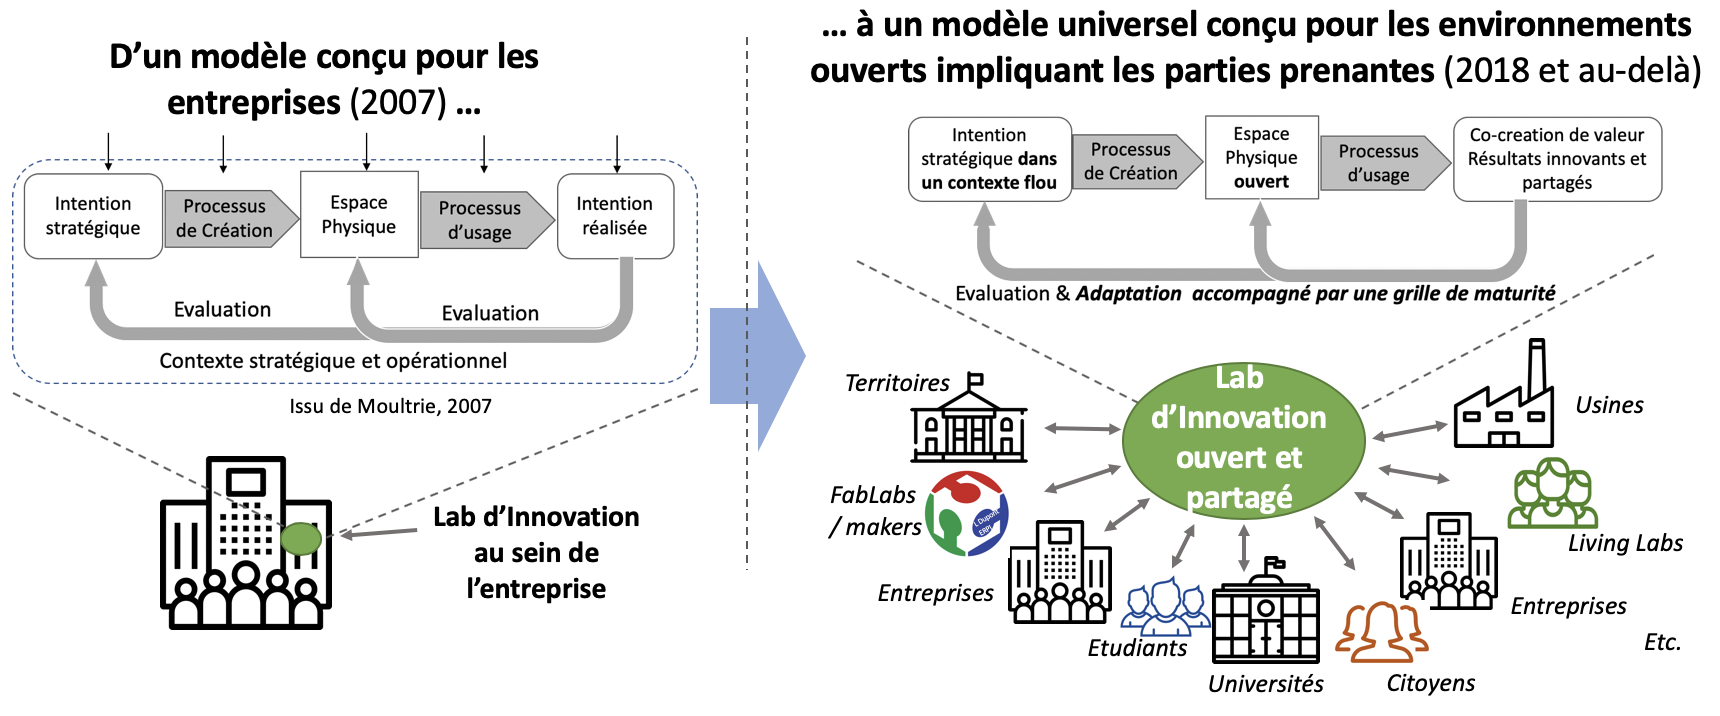 D’un modèle conçu pour les
entreprises (2007) ...
Intention
stratégique
Processus
de Création
Espace
Physique
Processus
d’usage
Intention
réalisée
Evaluation
Evaluation
Contexte stratégique et opérationnel
Issu de Moultrie, 2007
Lab d’Innovation
au sein de
l’entreprise
... à un modèle universel conçu pour les environnements
ouverts impliquant les parties prenantes (2018 et au-delà)
Intention
stratégique dans
un contexte flou
Processus
de Création
Espace
Physique
ouvert
Processus
d’usage
Co-creation de valeur
Résultats innovants et
partagés
Evaluation & Adaptation accompagné par une grille de maturité
Lab
d’Innovation
ouvert et
partagé
Territoires
FabLabs
/ makers
L Dupont
ERPI
Entreprises
Etudiants
Universités
Citoyens
Entreprises
Living Labs
Usines
Etc.